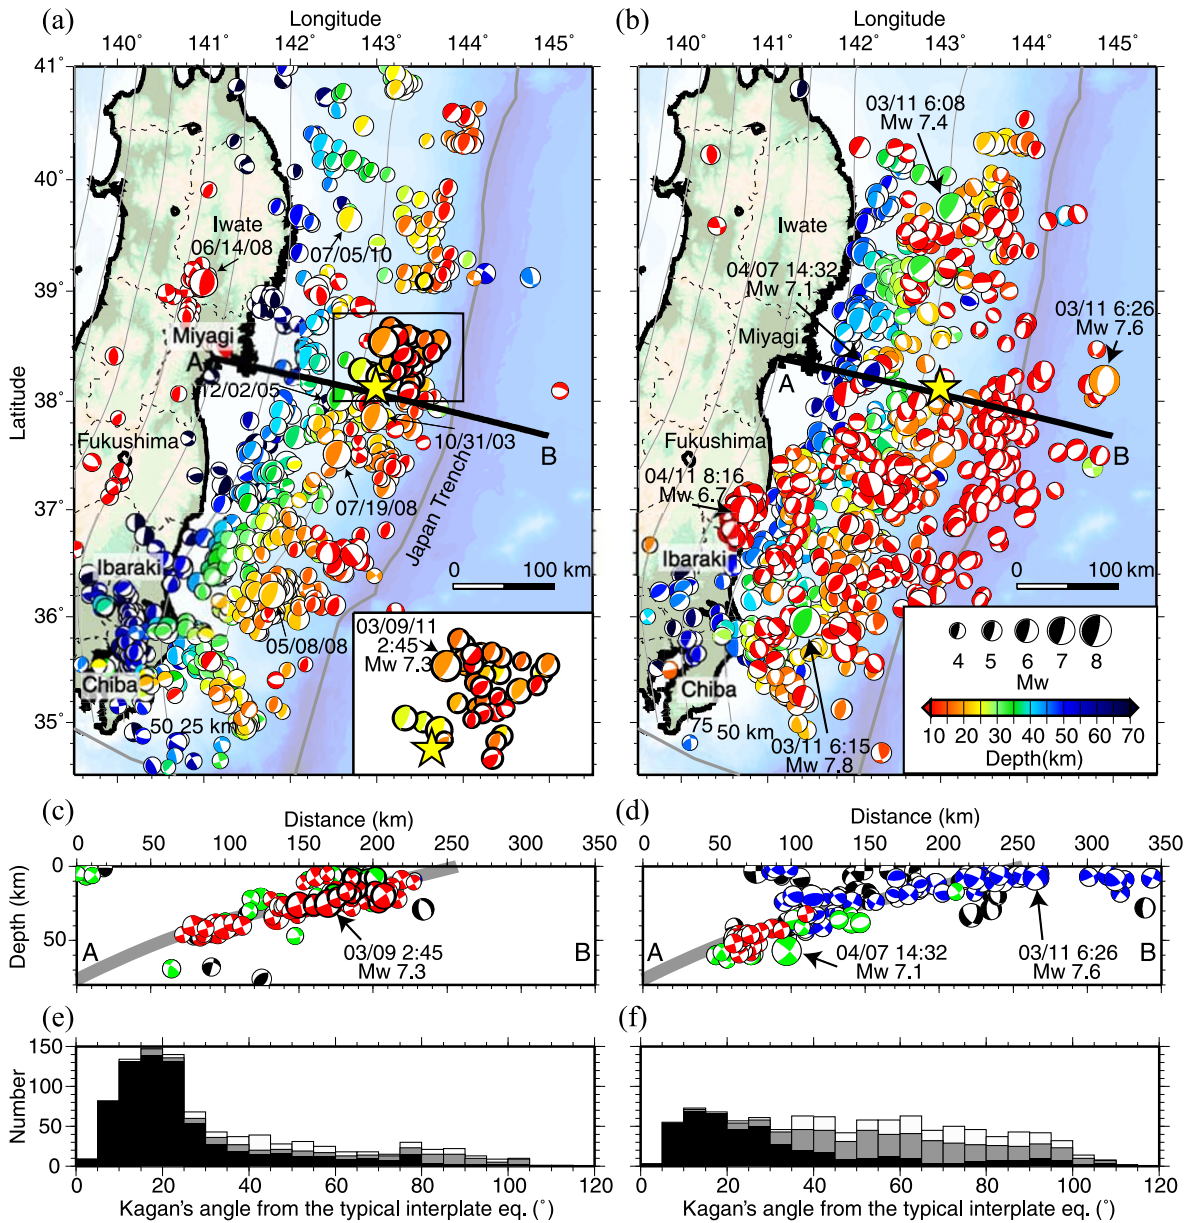 (a)
Longitude
140˚ 141˚ 142˚ 143˚ 144˚ 145˚
41˚
40˚
39˚
38˚
37˚
36˚
35˚
Latitude
Iwate
06/14/08
07/05/10
Miyagi
A
12/02/05
10/31/03
B
Fukushima
07/19/08
Japan Trench
Ibaraki
0 100 km
05/08/08
Chiba
50 25 km
03/09/11
2:45
Mw 7.3
(b)
Longitude
140˚ 141˚ 142˚ 143˚ 144˚ 145˚
03/11 6:08
Mw 7.4
Iwate
04/07 14:32
Mw 7.1
03/11 6:26
Mw 7.6
Miyagi
A
B
Fukushima
04/11 8:16
Mw 6.7
Ibaraki
0 100 km
Chiba
75 50 km
03/11 6:15
Mw 7.8
4 5 6 7 8
Mw
10 20 30 40 50 60 70
Depth(km)
(c)
Distance (km)
0 50 100 150 200 250 300 350
0
50
Depth (km)
A
B
03/09 2:45
Mw 7.3
(d)
Distance (km)
0 50 100 150 200 250 300 350
0
50
A
B
04/07 14:32
Mw 7.1
03/11 6:26
Mw 7.6
(e)
150
100
50
0
Number
0 20 40 60 80 100 120
Kagan's angle from the typical interplate eq. (˚)
(f)
150
100
50
0
0 20 40 60 80 100 120
Kagan's angle from the typical interplate eq. (˚)